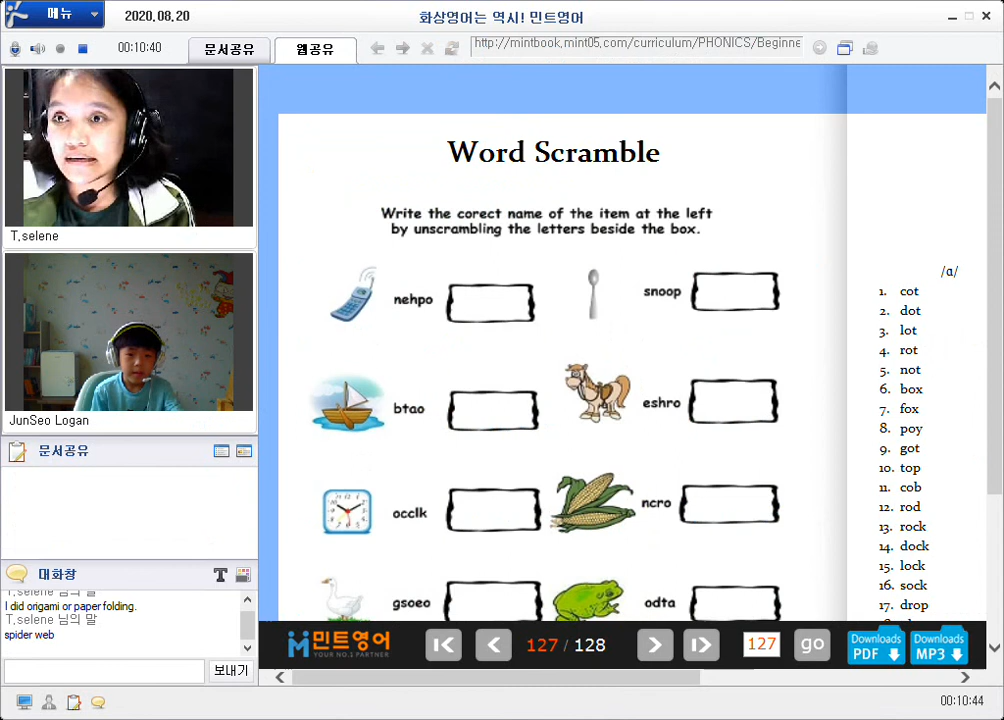 메뉴
2020.08.20
화상영어는 역시! 민트영어
00:10:40
문서공유
웹공유
http://mintbook.mint05.com/curriculum/PHONICS/Beginne
T.selene
JunSeo Logan
문서공유
대화창
T.selene 님의 말
I did origami or paper folding.
T.selene 님의 말
spider web
보내기
Word Scramble
Write the corect name of the item at the left
by unscrambling the letters beside the box.
nehpo
snoop
btao
eshro
occlk
ncro
gsoeo
odta
/a/
1. cot
2. dot
3. lot
4. rot
5. not
6. box
7. fox
8. poy
9. got
10. top
11. cob
12. rod
13. rock
14. dock
15. lock
16. sock
17. drop
민트영어
YOUR NO.1 PARTNER
127 / 128
127
go
Downloads
PDF
Downloads
MP3
00:10:44